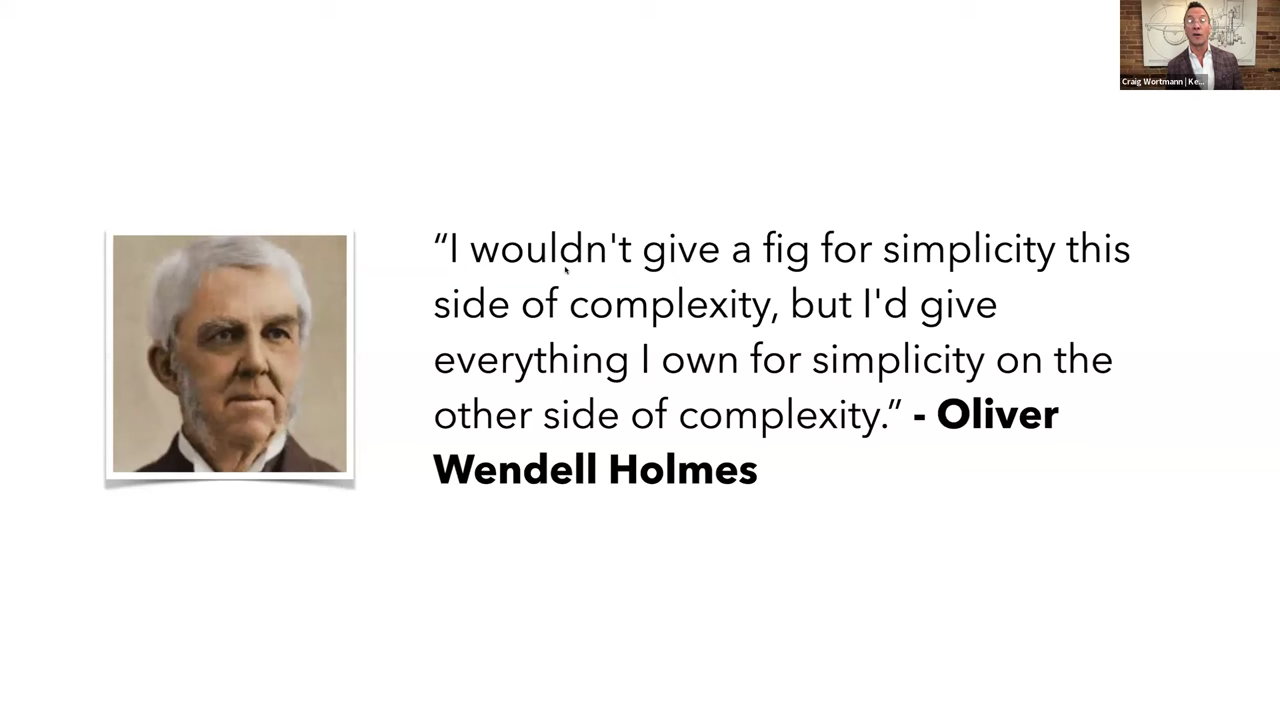 Craig Wortmann | Ke...
“I wouldn't give a fig for simplicity this
side of complexity, but I'd give
everything I own for simplicity on the
other side of complexity.” - Oliver
Wendell Holmes